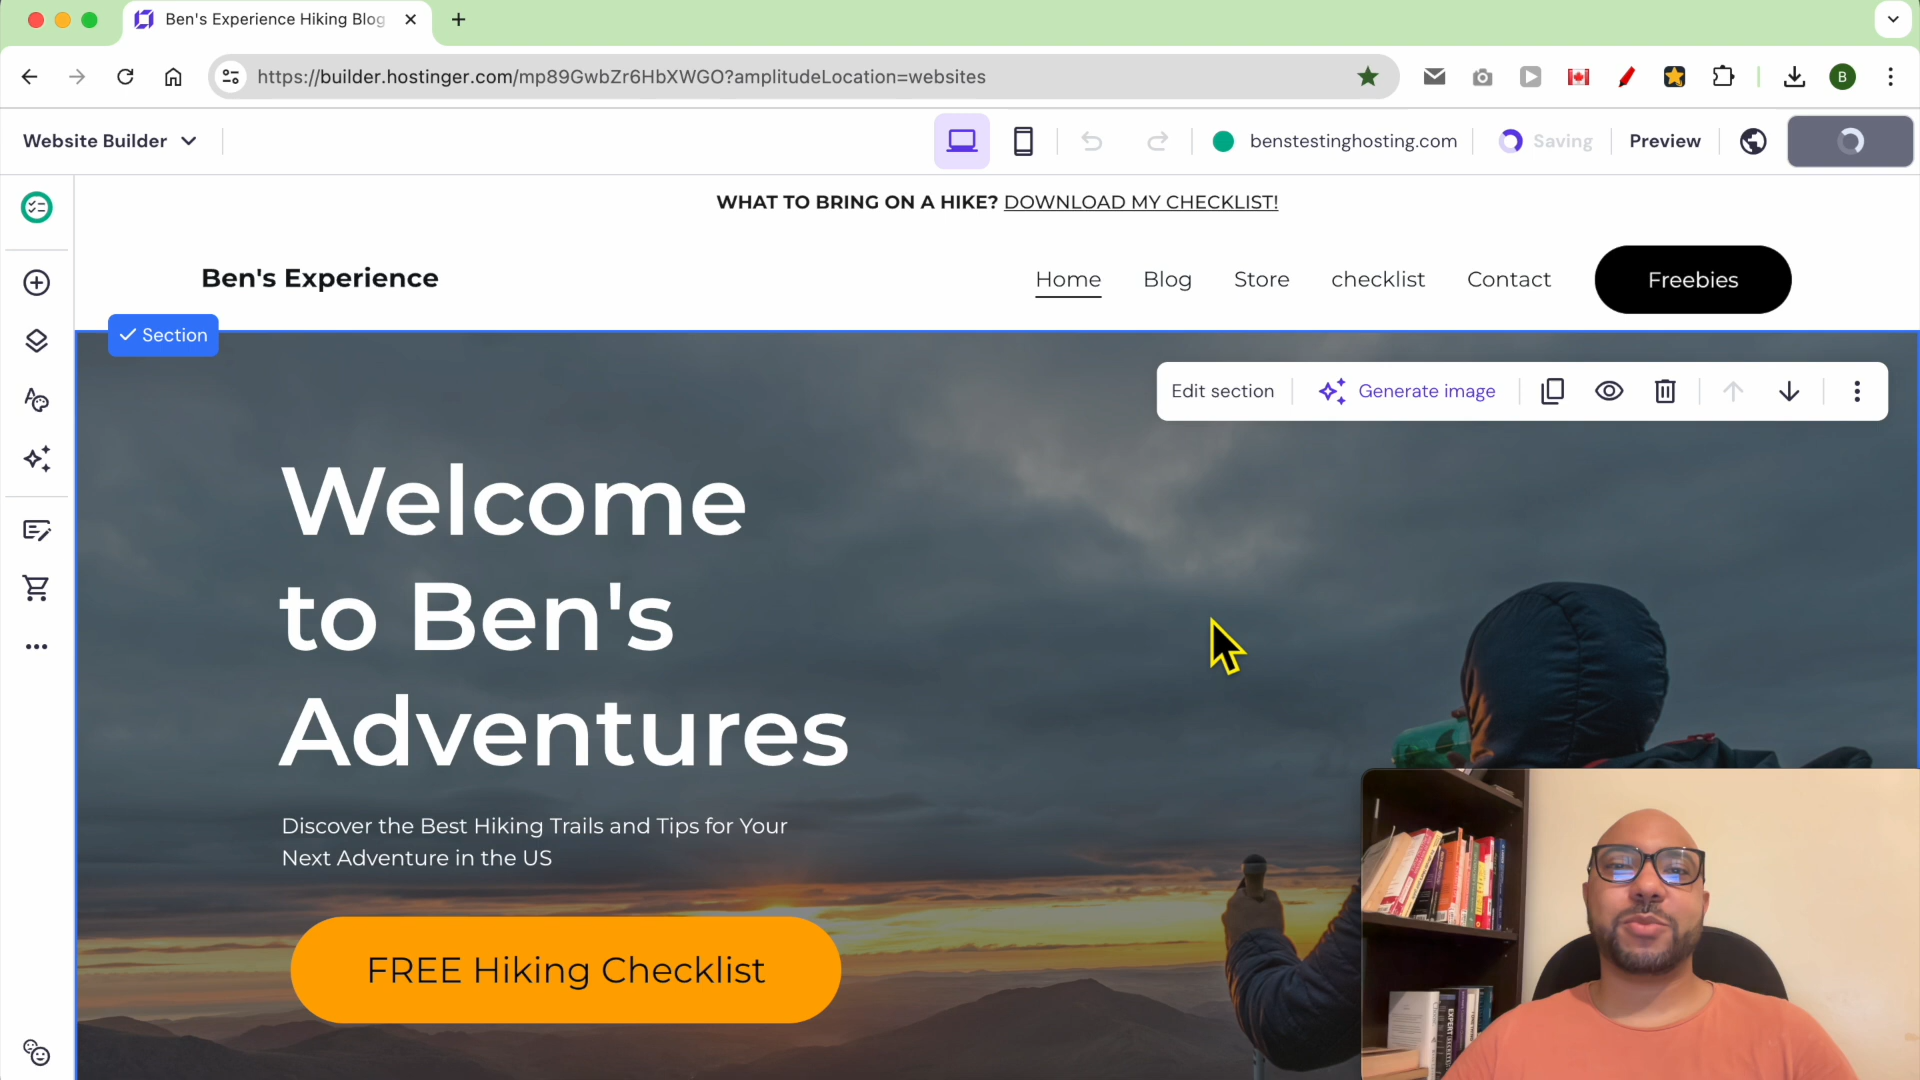 Ben's Experience Hiking Blog
https://builder.hostinger.com/mp89GwbZr6HbXWGO?amplitudeLocation=websites
B
Website Builder
benstestinghosting.com
Saving
Preview
WHAT TO BRING ON A HIKE? DOWNLOAD MY CHECKLIST!
Ben's Experience
Home
Blog
Store
checklist
Contact
Freebies
Section
Edit section
Generate image
Welcome
to Ben's
Adventures
Discover the Best Hiking Trails and Tips for Your
Next Adventure in the US
FREE Hiking Checklist